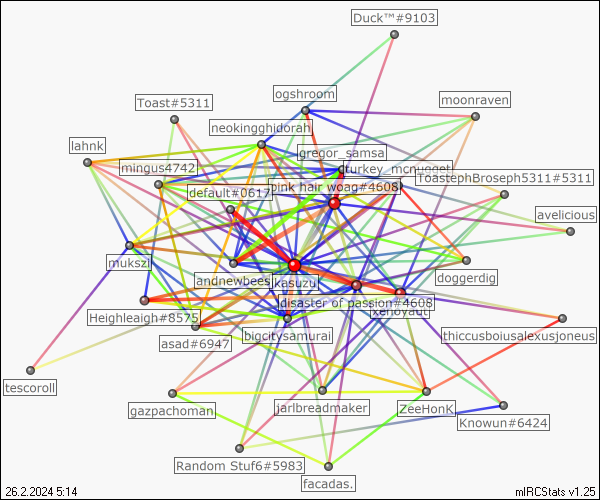 Duck™#9103
ogshroom
moonraven
Toast#5311
neokingghidorah
gregor_samsa
lahnk
mingus4742
turkey_mcnugget
ToastephBroseph5311#5311
pink hair woag#4608
default#0617
avelicious
mukszi
andnewbees
kasuzu
doggerdig
disaster of passion#4608
xenoyaut
Heighleaigh#8575
bigcitysamurai
thiccusboiusalexusjoneus
asad#6947
tescoroll
gazpachoman
jarlbreadmaker
ZeeHonk
Knowun#6424
Random Stuf6#5983
facadas.
26.2.2024 5:14
mIRCStats v1.25